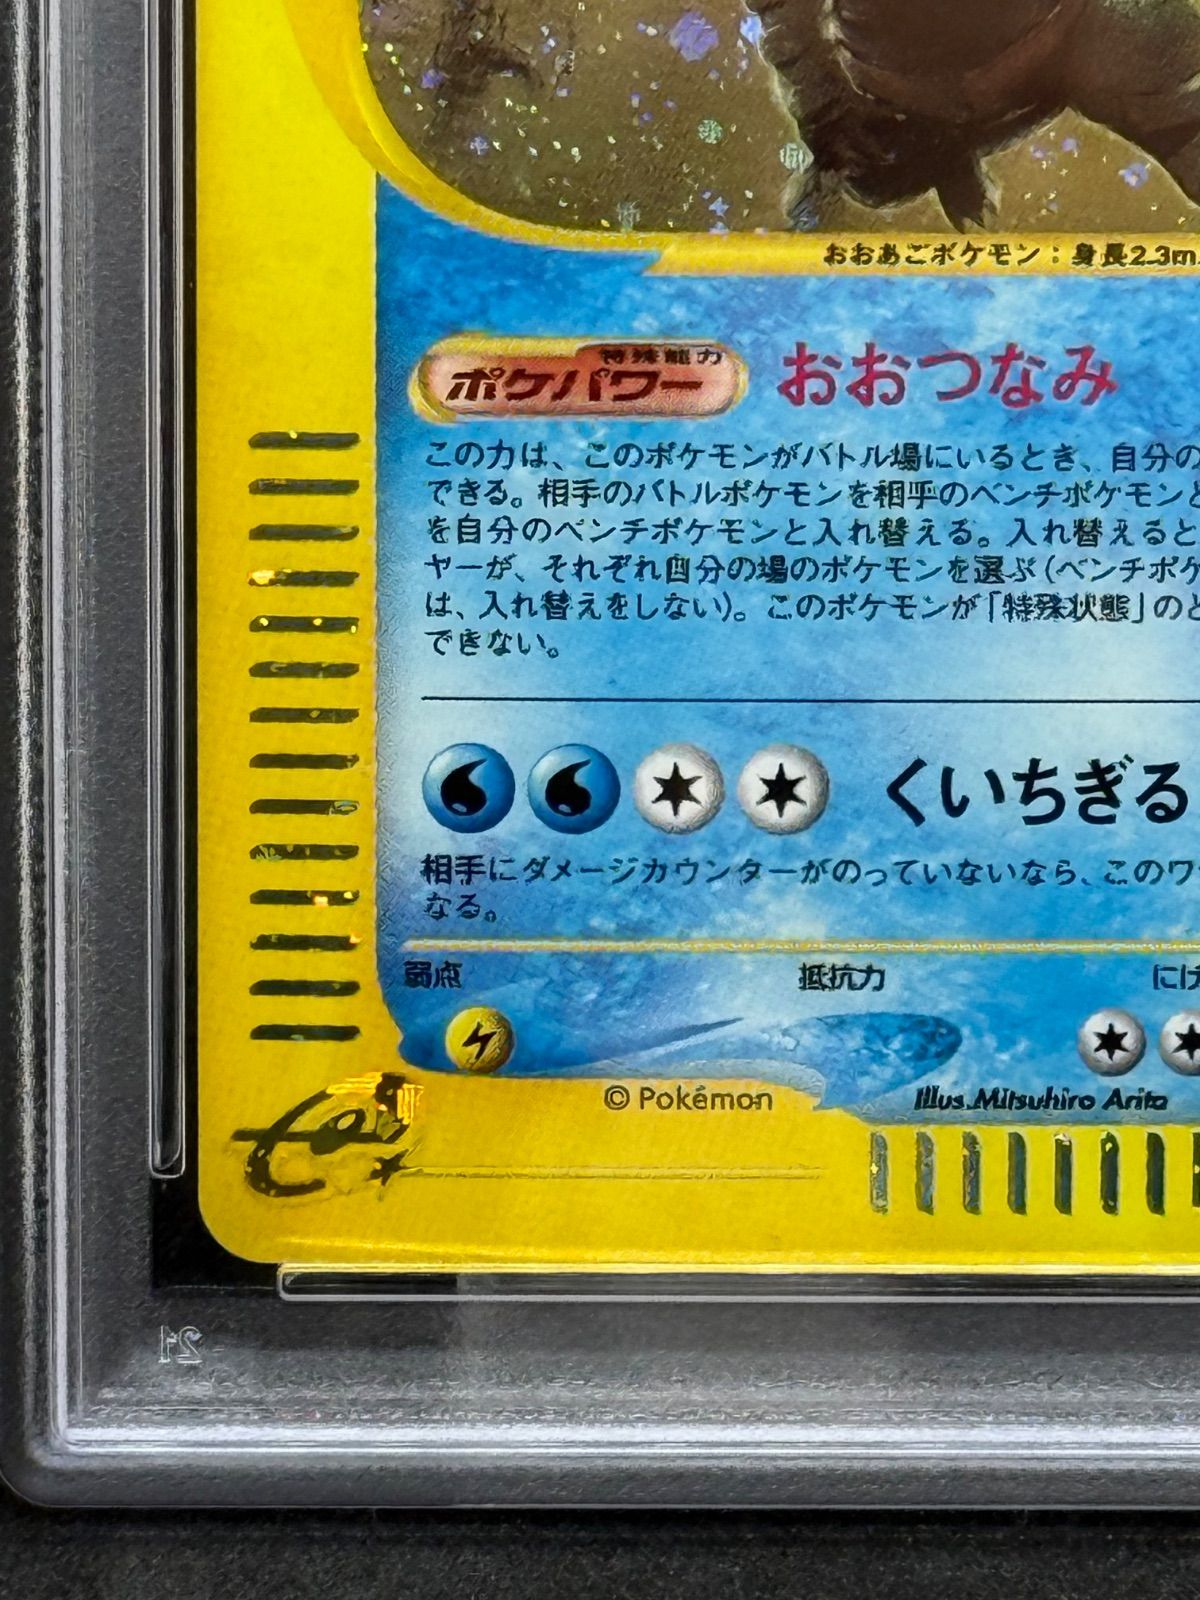 おおあごポケモン：身長2.3m
特殊能力
ポケパワー おおつなみ
この力は、このポケモンがバトル場にいるとき、自分の
できる。相手のバトルポケモンを相手のベンチポケモンと
を自分のベンチポケモンと入れ替える。入れ替えると
ヤーが、それぞれ自分の場のポケモンを選ぶ(ベンチポケ
は、入れ替えをしない)。このポケモンが「特殊状態」のと
できない。
くいちぎる
相手にダメージカウンターがのっていないなら、このワ
なる。
弱点 抵抗力 にげ
© Pokémon Illus.Mitsuhiro Arita
21